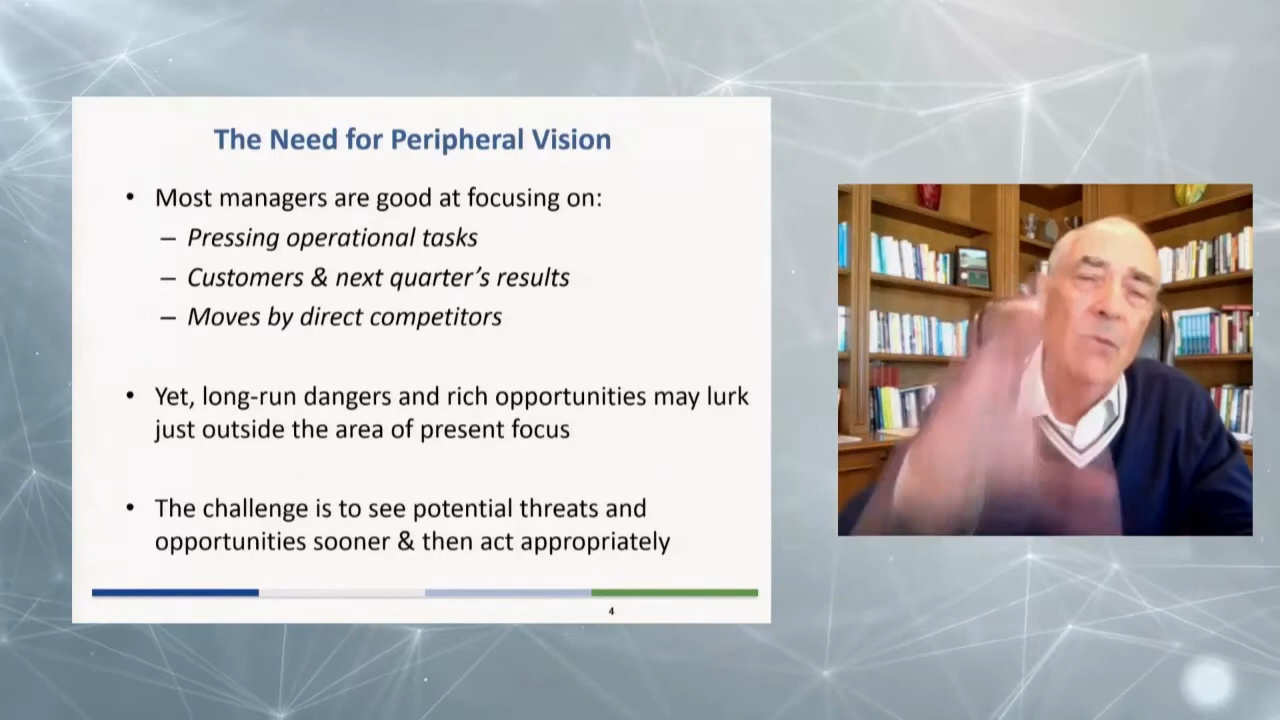 The Need for Peripheral Vision
• Most managers are good at focusing on:
– Pressing operational tasks
– Customers & next quarter’s results
– Moves by direct competitors
• Yet, long-run dangers and rich opportunities may lurk
just outside the area of present focus
• The challenge is to see potential threats and
opportunities sooner & then act appropriately
4